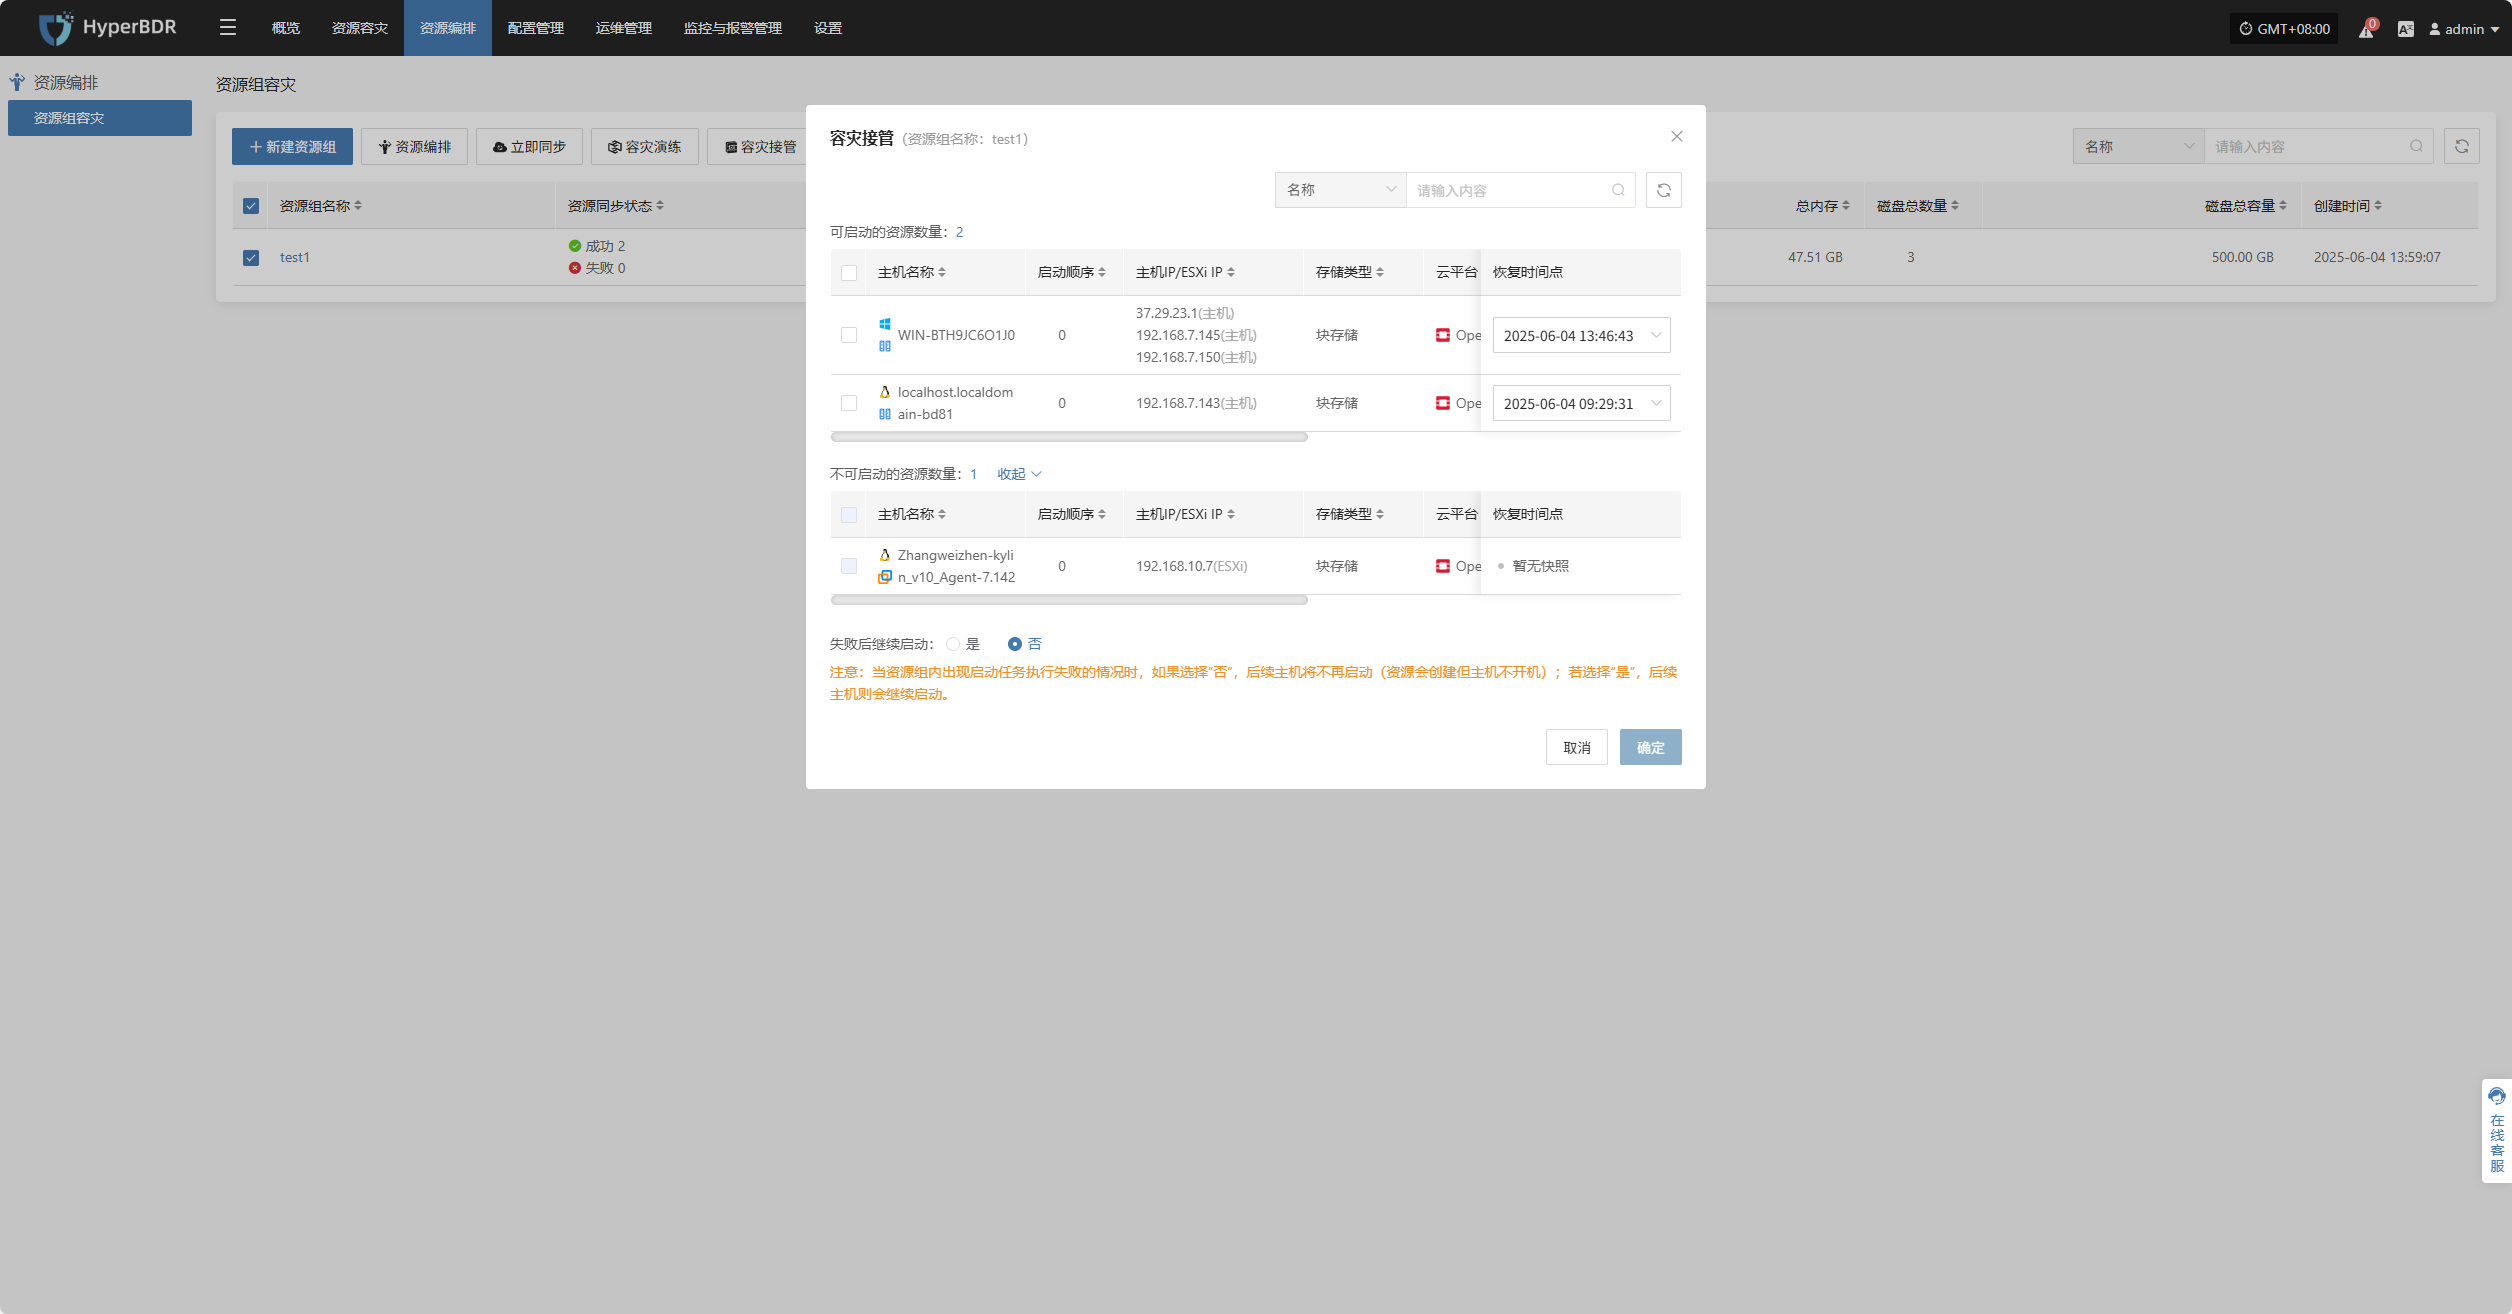 HyperBDR
概览 资源容灾 资源编排 配置管理 运维管理 监控与报警管理 设置
GMT+08:00 0 admin
资源编排
资源组容灾
资源组容灾
新建资源组 资源编排 立即同步 容灾演练 容灾接管
名称 请输入内容
资源组名称 资源同步状态 总内存 磁盘总数量 磁盘总容量 创建时间
test1 成功 2 47.51 GB 3 500.00 GB 2025-06-04 13:59:07
失败 0
容灾接管（资源组名称：test1）
名称 请输入内容
可启动的资源数量：2
主机名称 启动顺序 主机IP/ESXi IP 存储类型 云平台 恢复时间点
37.29.23.1(主机)
WIN-BTH9JC6O1J0 0 192.168.7.145(主机) 块存储 Ope 2025-06-04 13:46:43
192.168.7.150(主机)
localhost.localdom
ain-bd81 0 192.168.7.143(主机) 块存储 Ope 2025-06-04 09:29:31
不可启动的资源数量：1 收起
主机名称 启动顺序 主机IP/ESXi IP 存储类型 云平台 恢复时间点
Zhangweizhen-kyli
n_v10_Agent-7.142 0 192.168.10.7(ESXi) 块存储 Ope 暂无快照
失败后继续启动： 是 否
注意：当资源组内出现启动任务执行失败的情况时，如果选择“否”，后续主机将不再启动（资源会创建但主机不开机）；若选择“是”，后续
主机则会继续启动。
取消 确定
在线客服